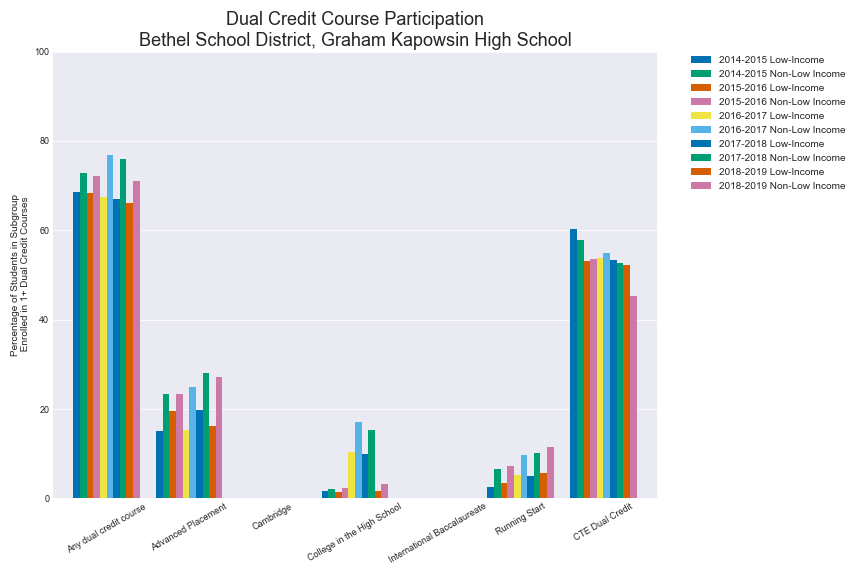 Dual Credit Course Participation
Bethel School District, Graham Kapowsin High School
Percentage of Students in Subgroup
Enrolled in 1+ Dual Credit Courses
100
80
60
40
20
0
Any dual credit course
Advanced Placement
Cambridge
College in the High School
International Baccalaureate
Running Start
CTE Dual Credit
2014-2015 Low-Income
2014-2015 Non-Low Income
2015-2016 Low-Income
2015-2016 Non-Low Income
2016-2017 Low-Income
2016-2017 Non-Low Income
2017-2018 Low-Income
2017-2018 Non-Low Income
2018-2019 Low-Income
2018-2019 Non-Low Income